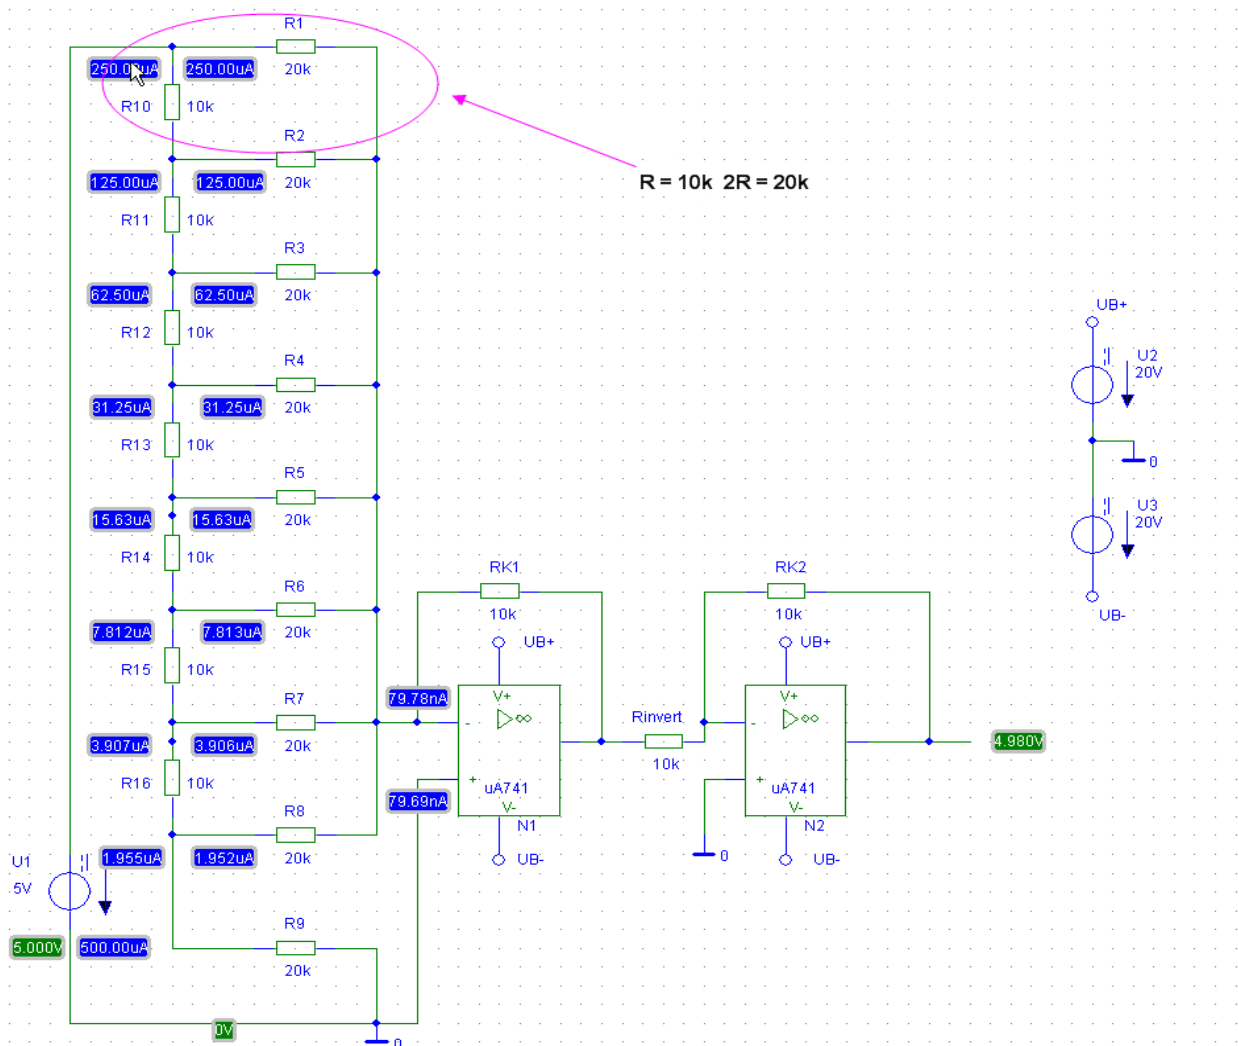 R1
250.00uA 250.00uA 20k
R10 10k
R2
125.00uA 125.00uA 20k
R = 10k 2R = 20k
R11 10k
R3
62.50uA 62.50uA 20k
UB+
R12 10k
U2
20V
R4
31.25uA 31.25uA 20k
R13 10k
0
R5
15.63uA 15.63uA 20k
U3
20V
R14 10k
RK1 RK2
R6
10k 10k
UB-
7.812uA 7.813uA 20k
UB+ UB+
R15 10k
79.78nA V+ V+
R7
Rinvert
- ∞ - ∞
3.907uA 3.906uA 20k
4.980V
10k
R16 10k
+ +
uA741 uA741
79.69nA V- V-
R8
N1 N2
1.955uA 1.952uA 20k
0
UB- UB-
U1
5V
R9
5.000V 500.00uA
20k
0V
0